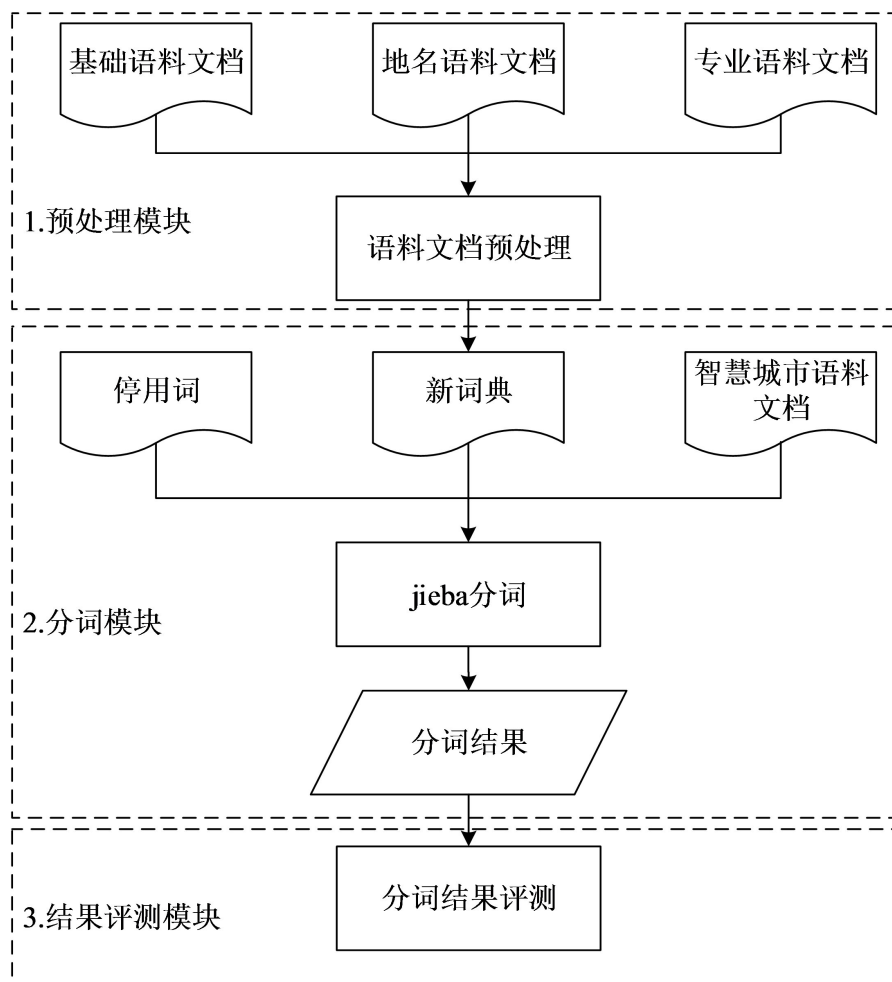 基础语料文档
地名语料文档
专业语料文档
1.预处理模块
语料文档预处理
停用词
新词典
智慧城市语料
文档
jieba分词
2.分词模块
分词结果
分词结果评测
3.结果评测模块